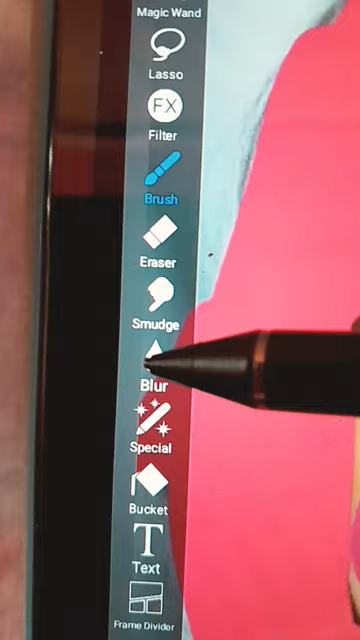 Magic Wand
Lasso
FX
Filter
Brush
Eraser
Smudge
Blur
Special
Bucket
T
Text
Frame Divider